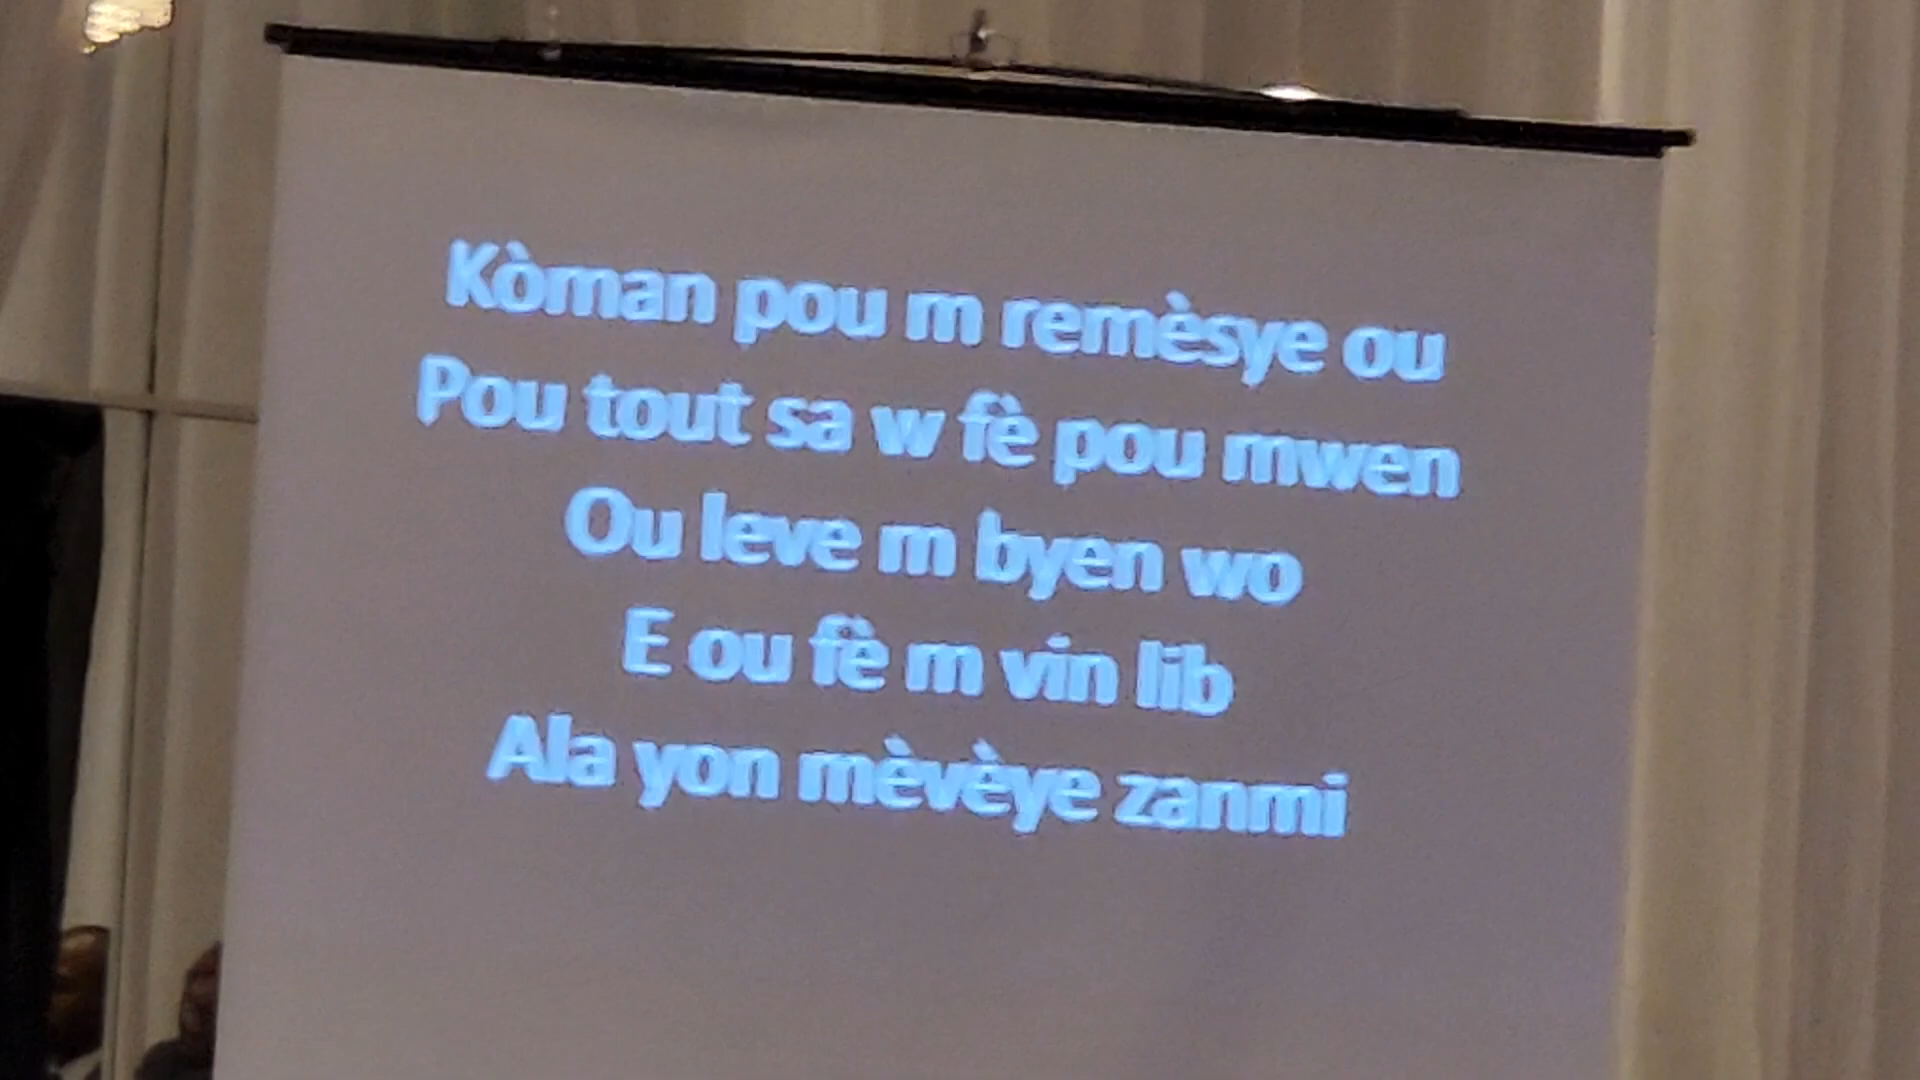 Kòman pou m remèsye ou
Pou tout sa w fè pou mwen
Ou leve m byen wo
E ou fè m vin lib
Ala yon mèvèye zanmi